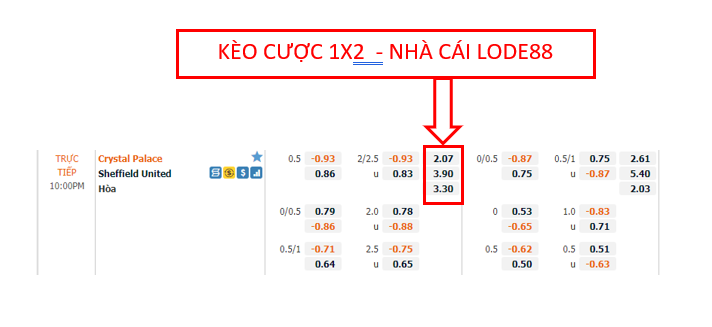 KÈO CƯỢC 1X2 - NHÀ CÁI LODE88
TRỰC Crystal Palace 0.5 -0.93 2/2.5 -0.93 2.07 0/0.5 -0.87 0.5/1 0.75 2.61
TIẾP Sheffield United 0.86 u 0.83 3.90 0.75 u -0.87 5.40
10:00PM Hòa 3.30 2.03
0/0.5 0.79 2.0 0.78 0 0.53 1.0 -0.83
-0.86 u -0.88 -0.65 u 0.71
0.5/1 -0.71 2.5 -0.75 0.5 -0.62 0.5 0.51
0.64 u 0.65 0.50 u -0.63